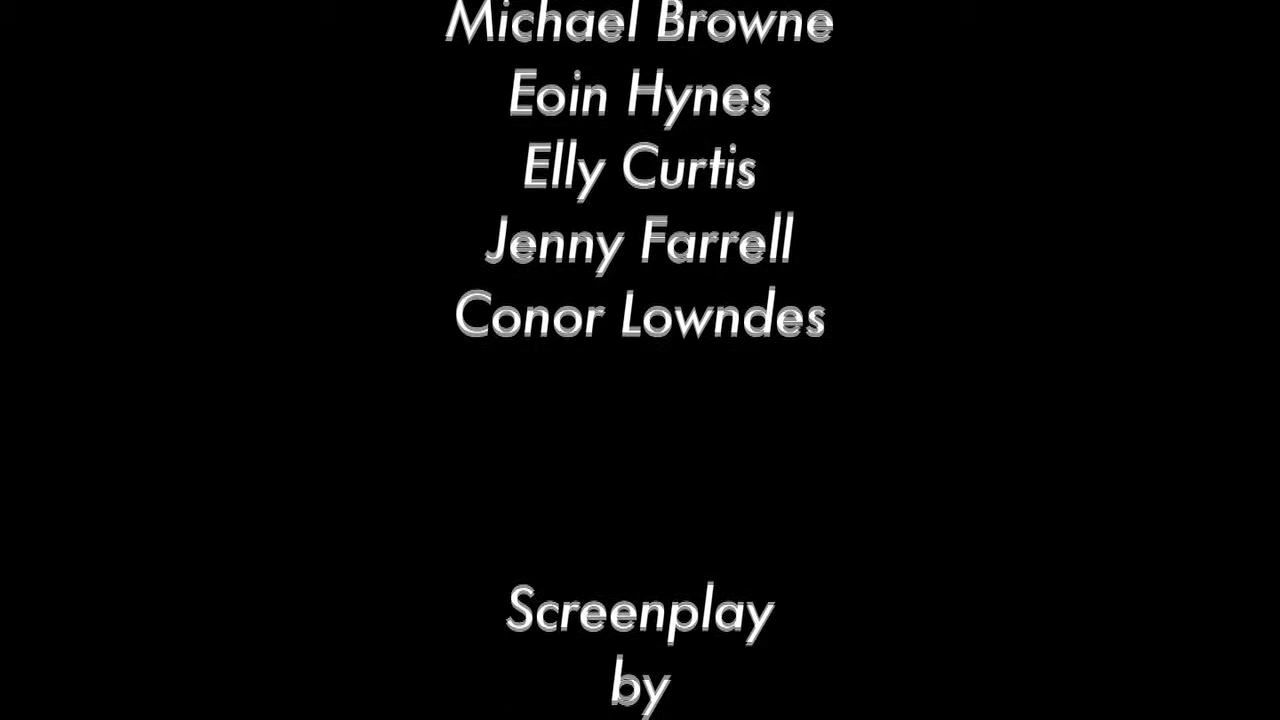 Michael Browne
Eoin Hynes
Elly Curtis
Jenny Farrell
Conor Lowndes
Screenplay
by